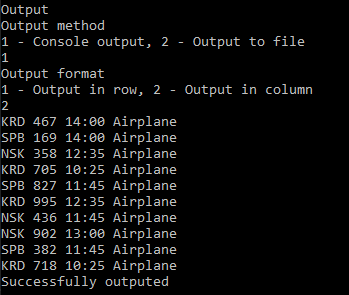 Output
Output method
1 - Console output, 2 - Output to file
1
Output format
1 - Output in row, 2 - Output in column
2
KRD 467 14:00 Airplane
SPB 169 14:00 Airplane
NSK 358 12:35 Airplane
KRD 705 10:25 Airplane
SPB 827 11:45 Airplane
KRD 995 12:35 Airplane
NSK 436 11:45 Airplane
NSK 902 13:00 Airplane
SPB 382 11:45 Airplane
KRD 718 10:25 Airplane
Successfully outputed